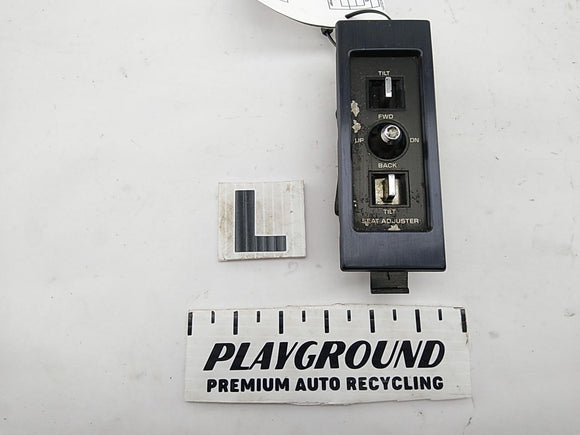 TILT
FWD
UP DN
BACK
TILT
SEAT ADJUSTER
L
PLAYGROUND
PREMIUM AUTO RECYCLING